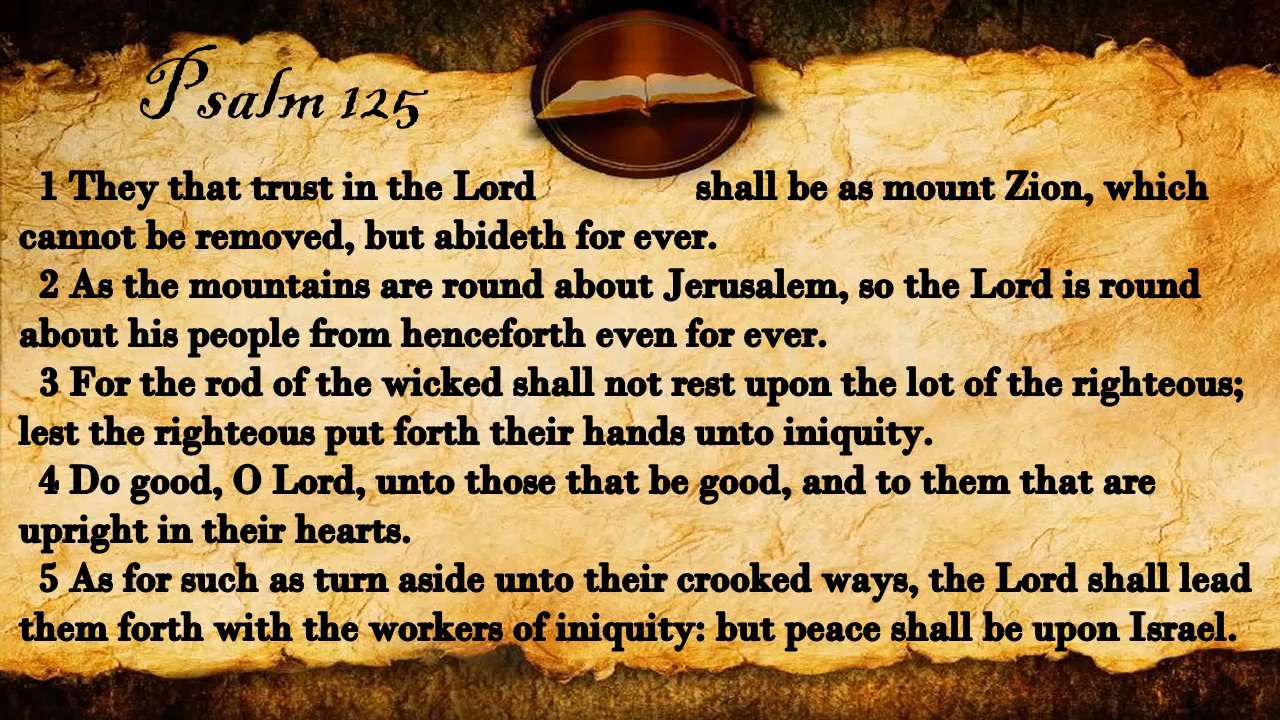 Psalm 125
1 They that trust in the Lord shall be as mount Zion, which
cannot be removed, but abideth for ever.
2 As the mountains are round about Jerusalem, so the Lord is round
about his people from henceforth even for ever.
3 For the rod of the wicked shall not rest upon the lot of the righteous;
lest the righteous put forth their hands unto iniquity.
4 Do good, O Lord, unto those that be good, and to them that are
upright in their hearts.
5 As for such as turn aside unto their crooked ways, the Lord shall lead
them forth with the workers of iniquity: but peace shall be upon Israel.